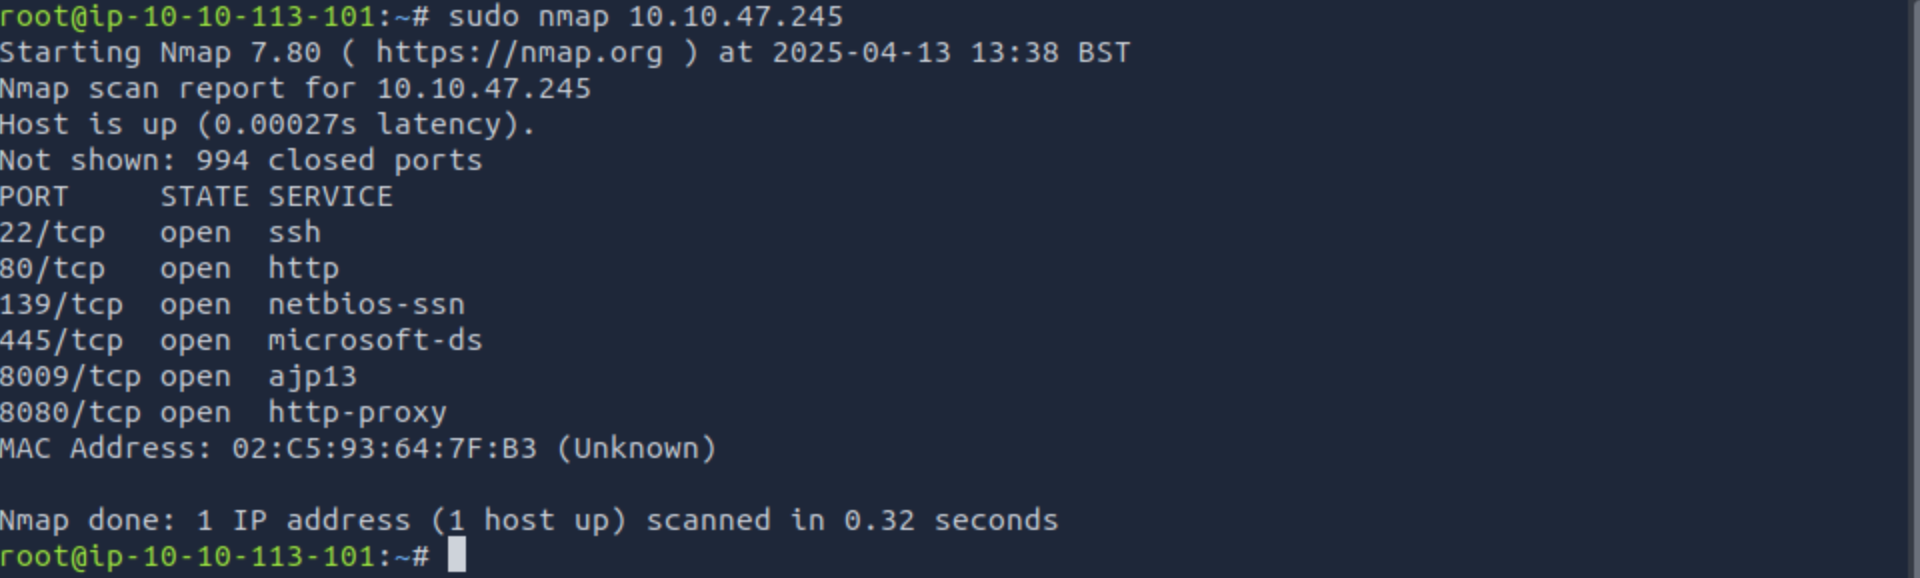 root@ip-10-10-113-101:~# sudo nmap 10.10.47.245
Starting Nmap 7.80 ( https://nmap.org ) at 2025-04-13 13:38 BST
Nmap scan report for 10.10.47.245
Host is up (0.00027s latency).
Not shown: 994 closed ports
PORT     STATE SERVICE
22/tcp   open  ssh
80/tcp   open  http
139/tcp  open  netbios-ssn
445/tcp  open  microsoft-ds
8009/tcp open  ajp13
8080/tcp open  http-proxy
MAC Address: 02:C5:93:64:7F:B3 (Unknown)

Nmap done: 1 IP address (1 host up) scanned in 0.32 seconds
root@ip-10-10-113-101:~#